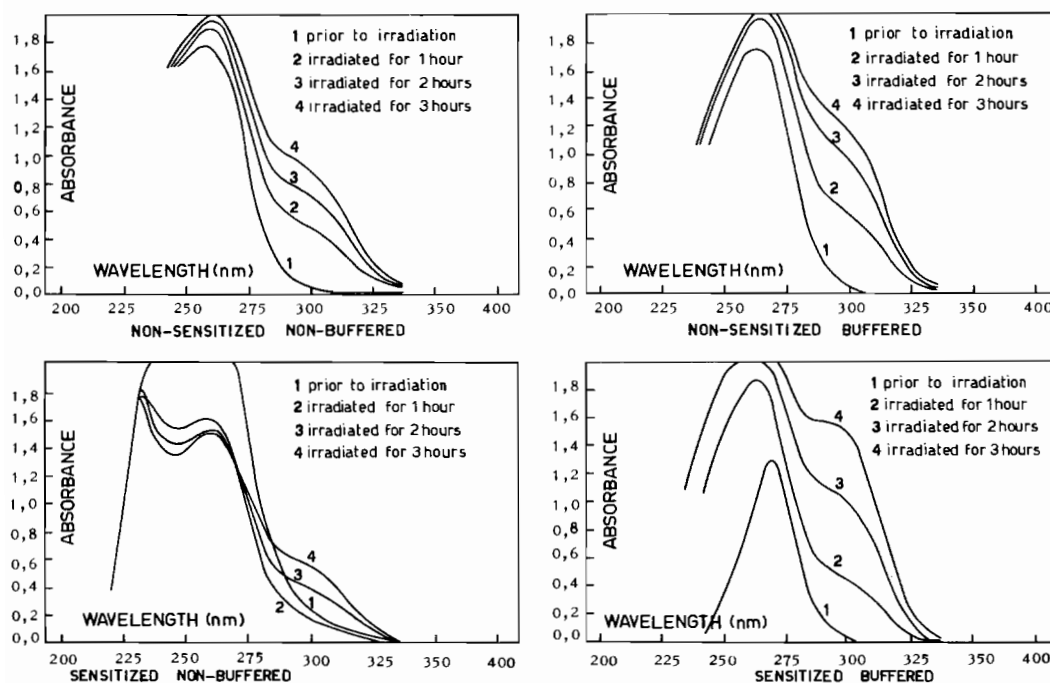 1,8
1,6
1,4
1,2
1,0
0,8
0,6
0,4
0,2
0,0
ABSORBANCE
1 prior to irradiation
2 irradiated for 1 hour
3 irradiated for 2 hours
4 irradiated for 3 hours
4
3
2
1
WAVELENGTH (nm)
200 225 250 275 300 325 350 400
NON-SENSITIZED NON-BUFFERED
1,8
1,6
1,4
1,2
1,0
0,8
0,6
0,4
0,2
0,0
ABSORBANCE
1 prior to irradiation
2 irradiated for 1 hour
3 irradiated for 2 hours
4 irradiated for 3 hours
4
3
2
1
WAVELENGTH (nm)
200 225 250 275 300 325 350 400
NON-SENSITIZED BUFFERED
1,8
1,6
1,4
1,2
1,0
0,8
0,6
0,4
0,2
0,0
ABSORBANCE
1 prior to irradiation
2 irradiated for 1 hour
3 irradiated for 2 hours
4 irradiated for 3 hours
4
3
1
2
WAVELENGTH (nm)
200 225 250 275 300 325 350 400
SENSITIZED NON-BUFFERED
1,8
1,6
1,4
1,2
1,0
0,8
0,6
0,4
0,2
0,0
ABSORBANCE
1 prior to irradiation
2 irradiated for 1 hour
3 irradiated for 2 hours
4 irradiated for 3 hours
4
3
2
1
WAVELENGTH (nm)
200 225 250 275 300 325 350 400
SENSITIZED BUFFERED